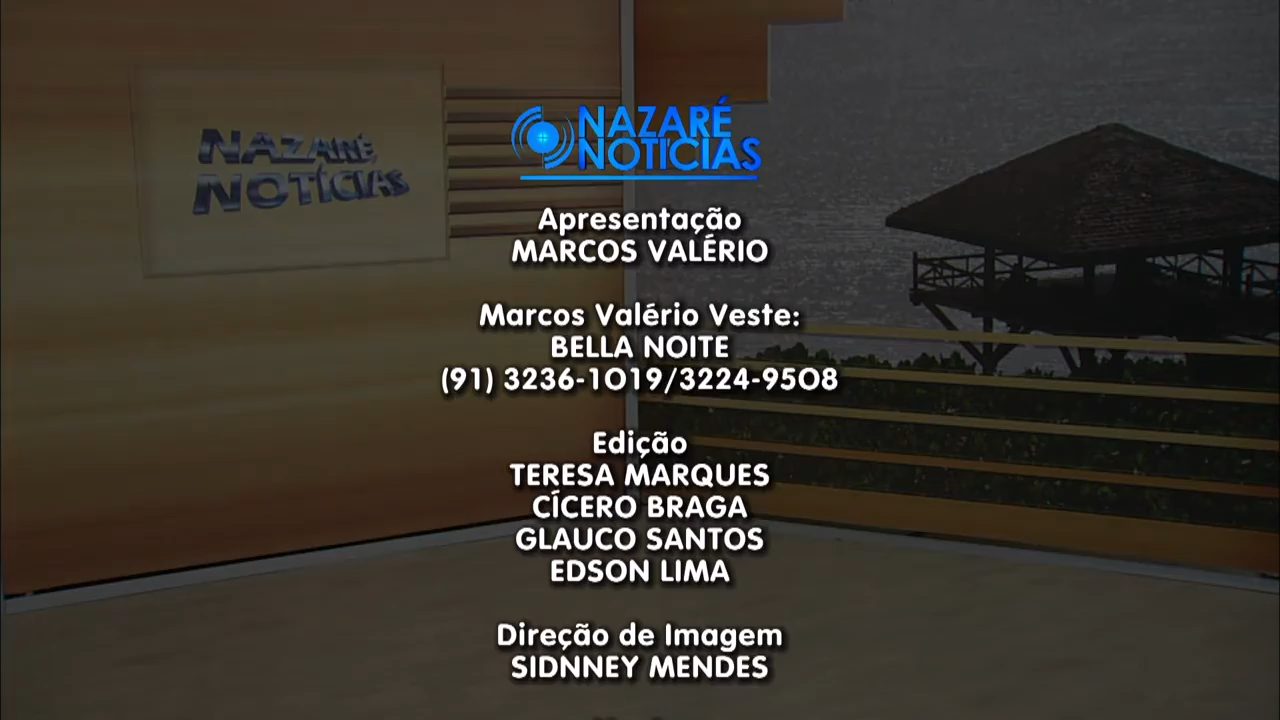 NAZARÉ
NOTÍCIAS
NAZARÉ
NOTÍCIAS
Apresentação
MARCOS VALÉRIO
Marcos Valério Veste:
BELLA NOITE
(91) 3236-1019/3224-9508
Edição
TERESA MARQUES
CÍCERO BRAGA
GLAUCO SANTOS
EDSON LIMA
Direção de Imagem
SIDNNEY MENDES